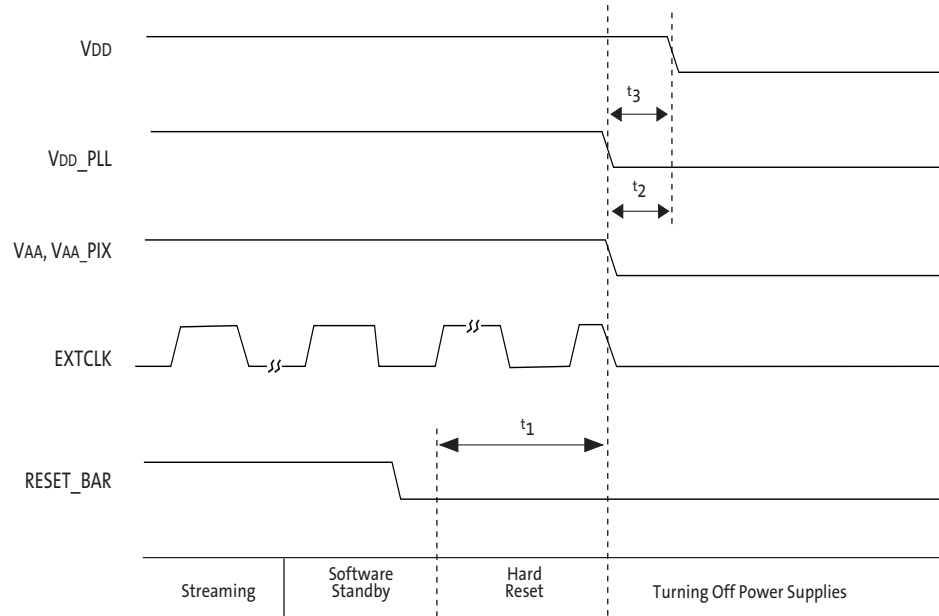 VDD
t3
VDD_PLL
t2
VAA, VAA_PIX
EXTCLK
t1
RESET_BAR
Streaming
Software
Standby
Hard
Reset
Turning Off Power Supplies